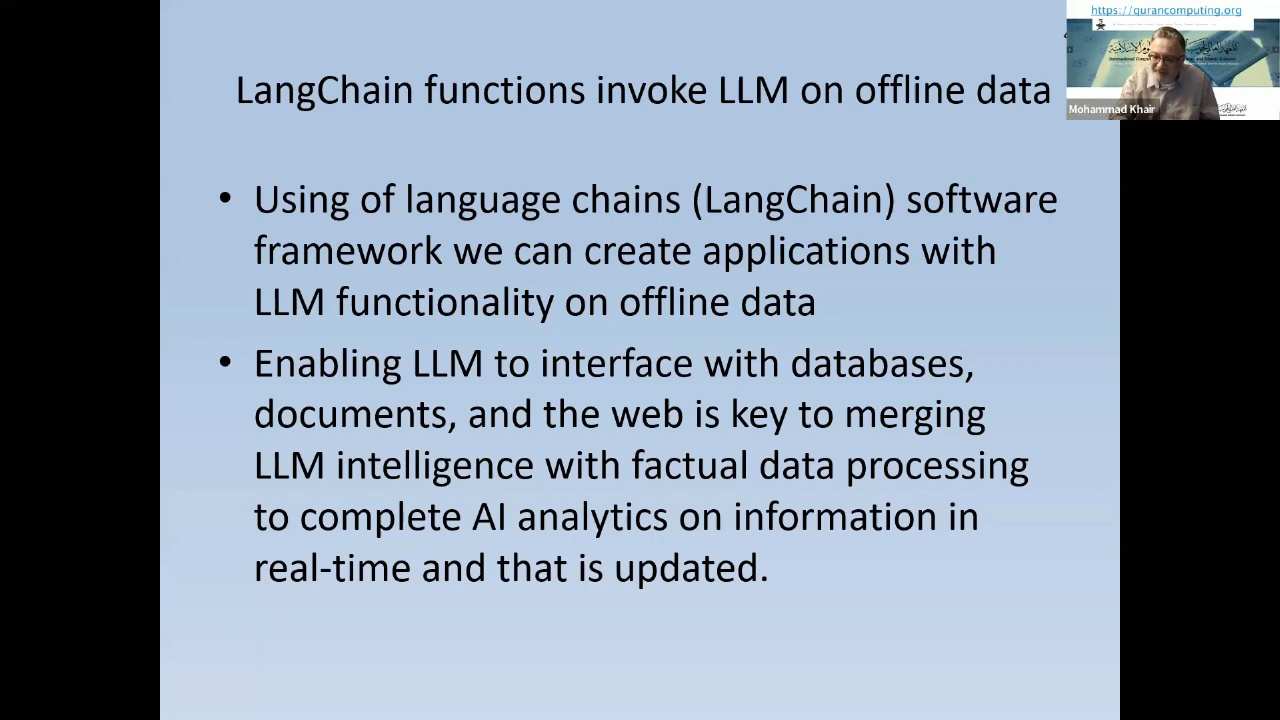 LangChain functions invoke LLM on offline data
• Using of language chains (LangChain) software
framework we can create applications with
LLM functionality on offline data
• Enabling LLM to interface with databases,
documents, and the web is key to merging
LLM intelligence with factual data processing
to complete AI analytics on information in
real-time and that is updated.
https://qurancomputing.org
Mohammad Khair